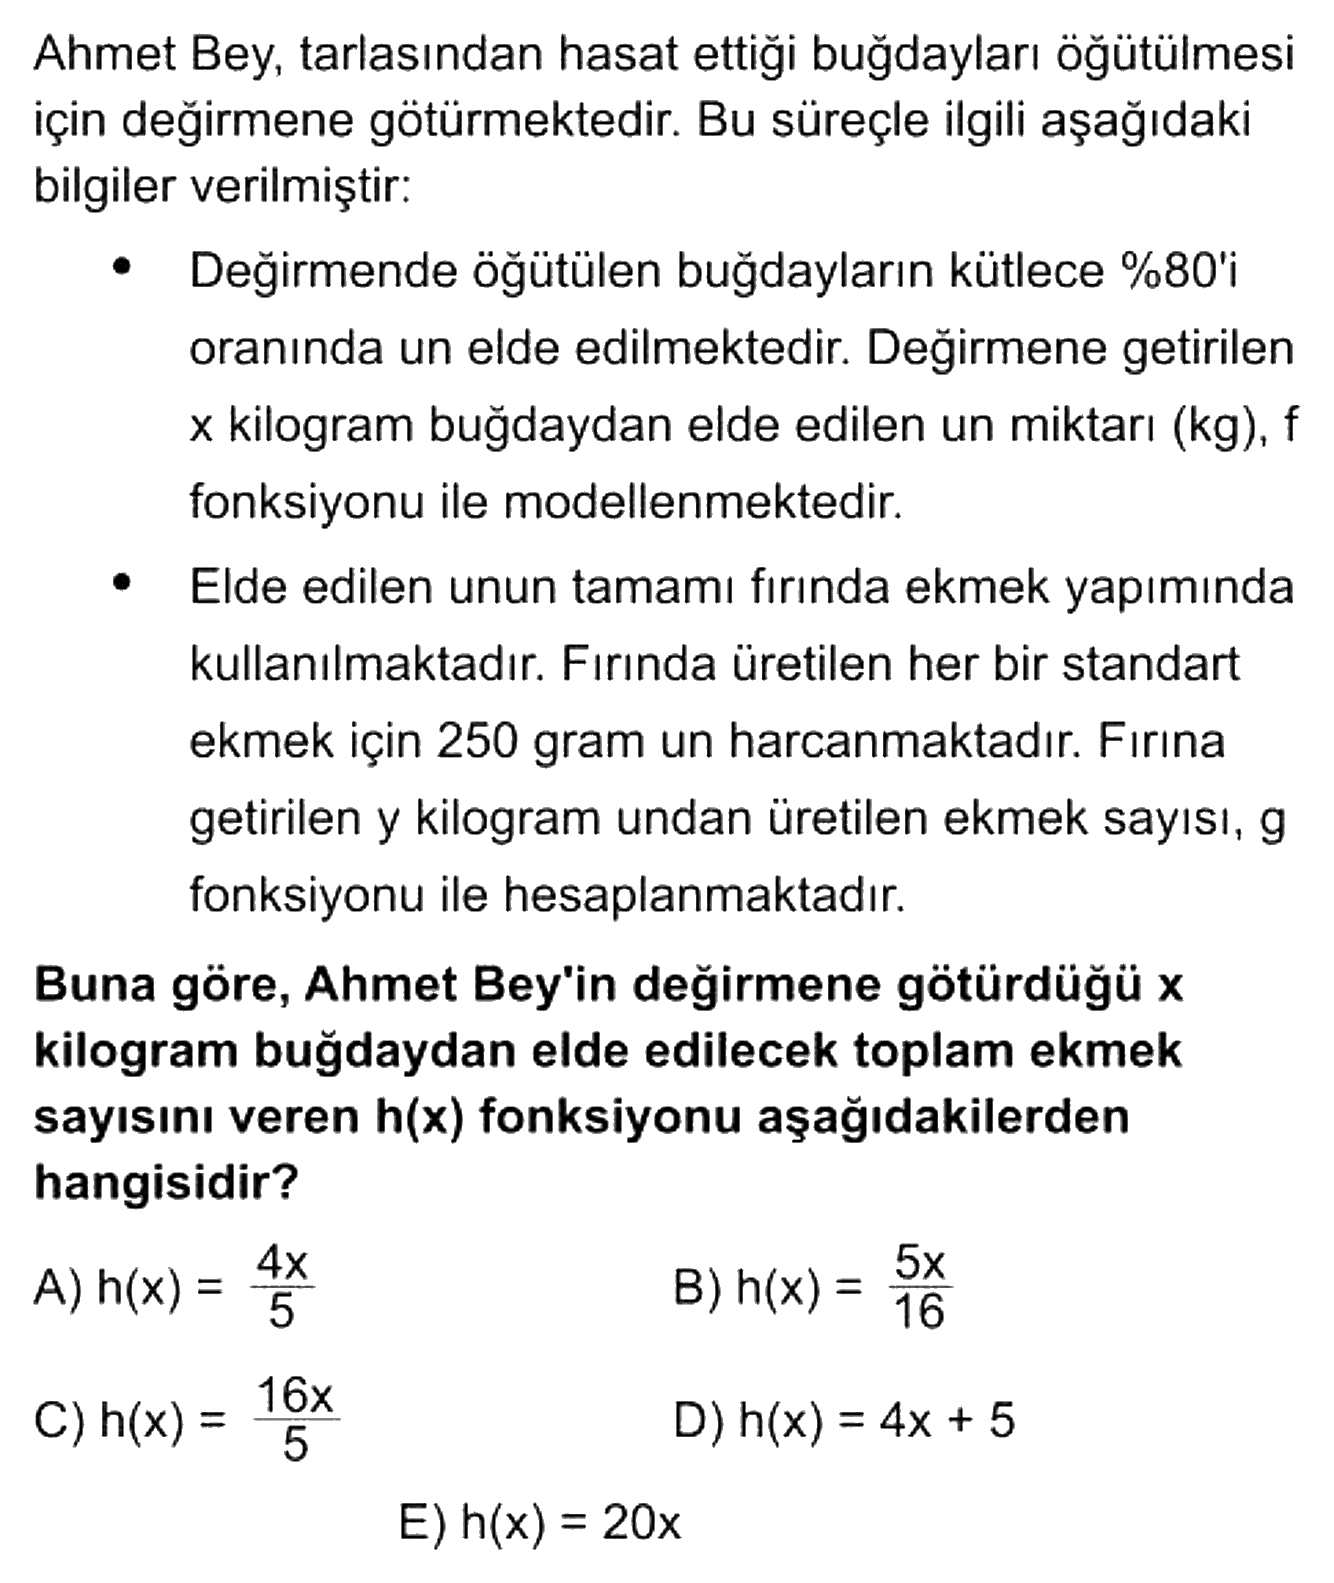 Ahmet Bey, tarlasından hasat ettiği buğdayları öğütülmesi
için değirmene götürmektedir. Bu süreçle ilgili aşağıdaki
bilgiler verilmiştir:
• Değirmende öğütülen buğdayların kütlece %80'i
oranında un elde edilmektedir. Değirmene getirilen
x kilogram buğdaydan elde edilen un miktarı (kg), f
fonksiyonu ile modellenmektedir.
• Elde edilen unun tamamı fırında ekmek yapımında
kullanılmaktadır. Fırında üretilen her bir standart
ekmek için 250 gram un harcanmaktadır. Fırına
getirilen y kilogram undan üretilen ekmek sayısı, g
fonksiyonu ile hesaplanmaktadır.
Buna göre, Ahmet Bey'in değirmene götürdüğü x
kilogram buğdaydan elde edilecek toplam ekmek
sayısını veren h(x) fonksiyonu aşağıdakilerden
hangisidir?
A) h(x) = 4x/5 B) h(x) = 5x/16
C) h(x) = 16x/5 D) h(x) = 4x + 5
E) h(x) = 20x